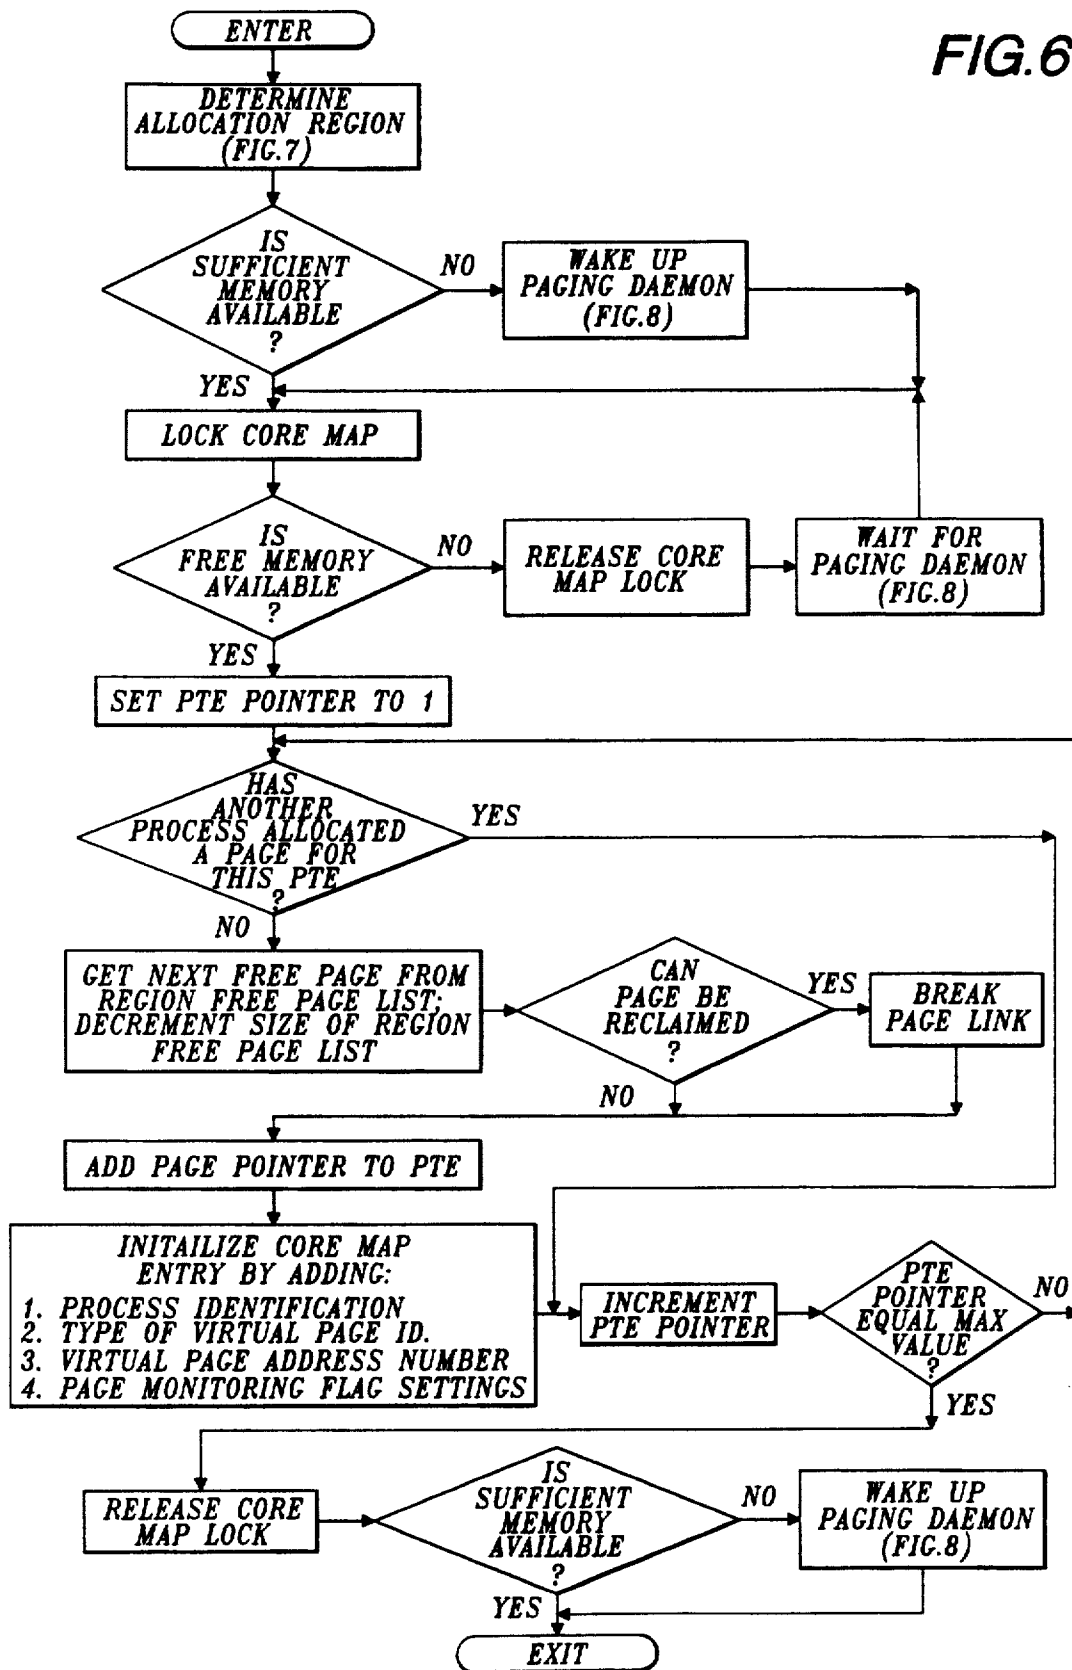 FIG.6
ENTER
DETERMINE
ALLOCATION REGION
(FIG.7)
IS
SUFFICIENT
MEMORY
AVAILABLE
?
NO
WAKE UP
PAGING DAEMON
(FIG.8)
YES
LOCK CORE MAP
IS
FREE MEMORY
AVAILABLE
?
NO
RELEASE CORE
MAP LOCK
WAIT FOR
PAGING DAEMON
(FIG.8)
YES
SET PTE POINTER TO 1
HAS
ANOTHER
PROCESS ALLOCATED
A PAGE FOR
THIS PTE
?
YES
NO
GET NEXT FREE PAGE FROM
REGION FREE PAGE LIST;
DECREMENT SIZE OF REGION
FREE PAGE LIST
CAN
PAGE BE
RECLAIMED
?
YES
BREAK
PAGE LINK
NO
ADD PAGE POINTER TO PTE
INITAILIZE CORE MAP
ENTRY BY ADDING:
1. PROCESS IDENTIFICATION
2. TYPE OF VIRTUAL PAGE ID.
3. VIRTUAL PAGE ADDRESS NUMBER
4. PAGE MONITORING FLAG SETTINGS
INCREMENT
PTE POINTER
PTE
POINTER
EQUAL MAX
VALUE
?
NO
YES
RELEASE CORE
MAP LOCK
IS
SUFFICIENT
MEMORY
AVAILABLE
?
NO
WAKE UP
PAGING DAEMON
(FIG.8)
YES
EXIT